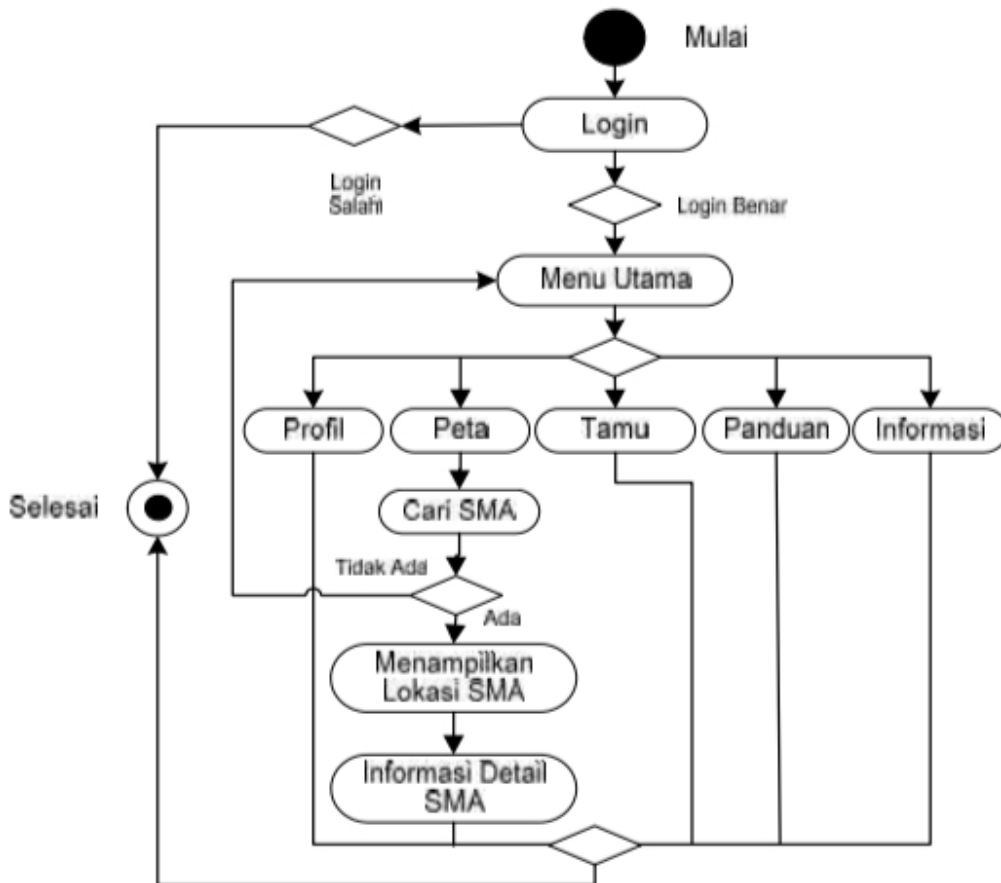 Mulai
Login
Login
Salah
Login Benar
Menu Utama
Profil
Peta
Tamu
Panduan
Informasi
Selesai
Cari SMA
Tidak Ada
Ada
Menampilkan
Lokasi SMA
Informasi Detail
SMA